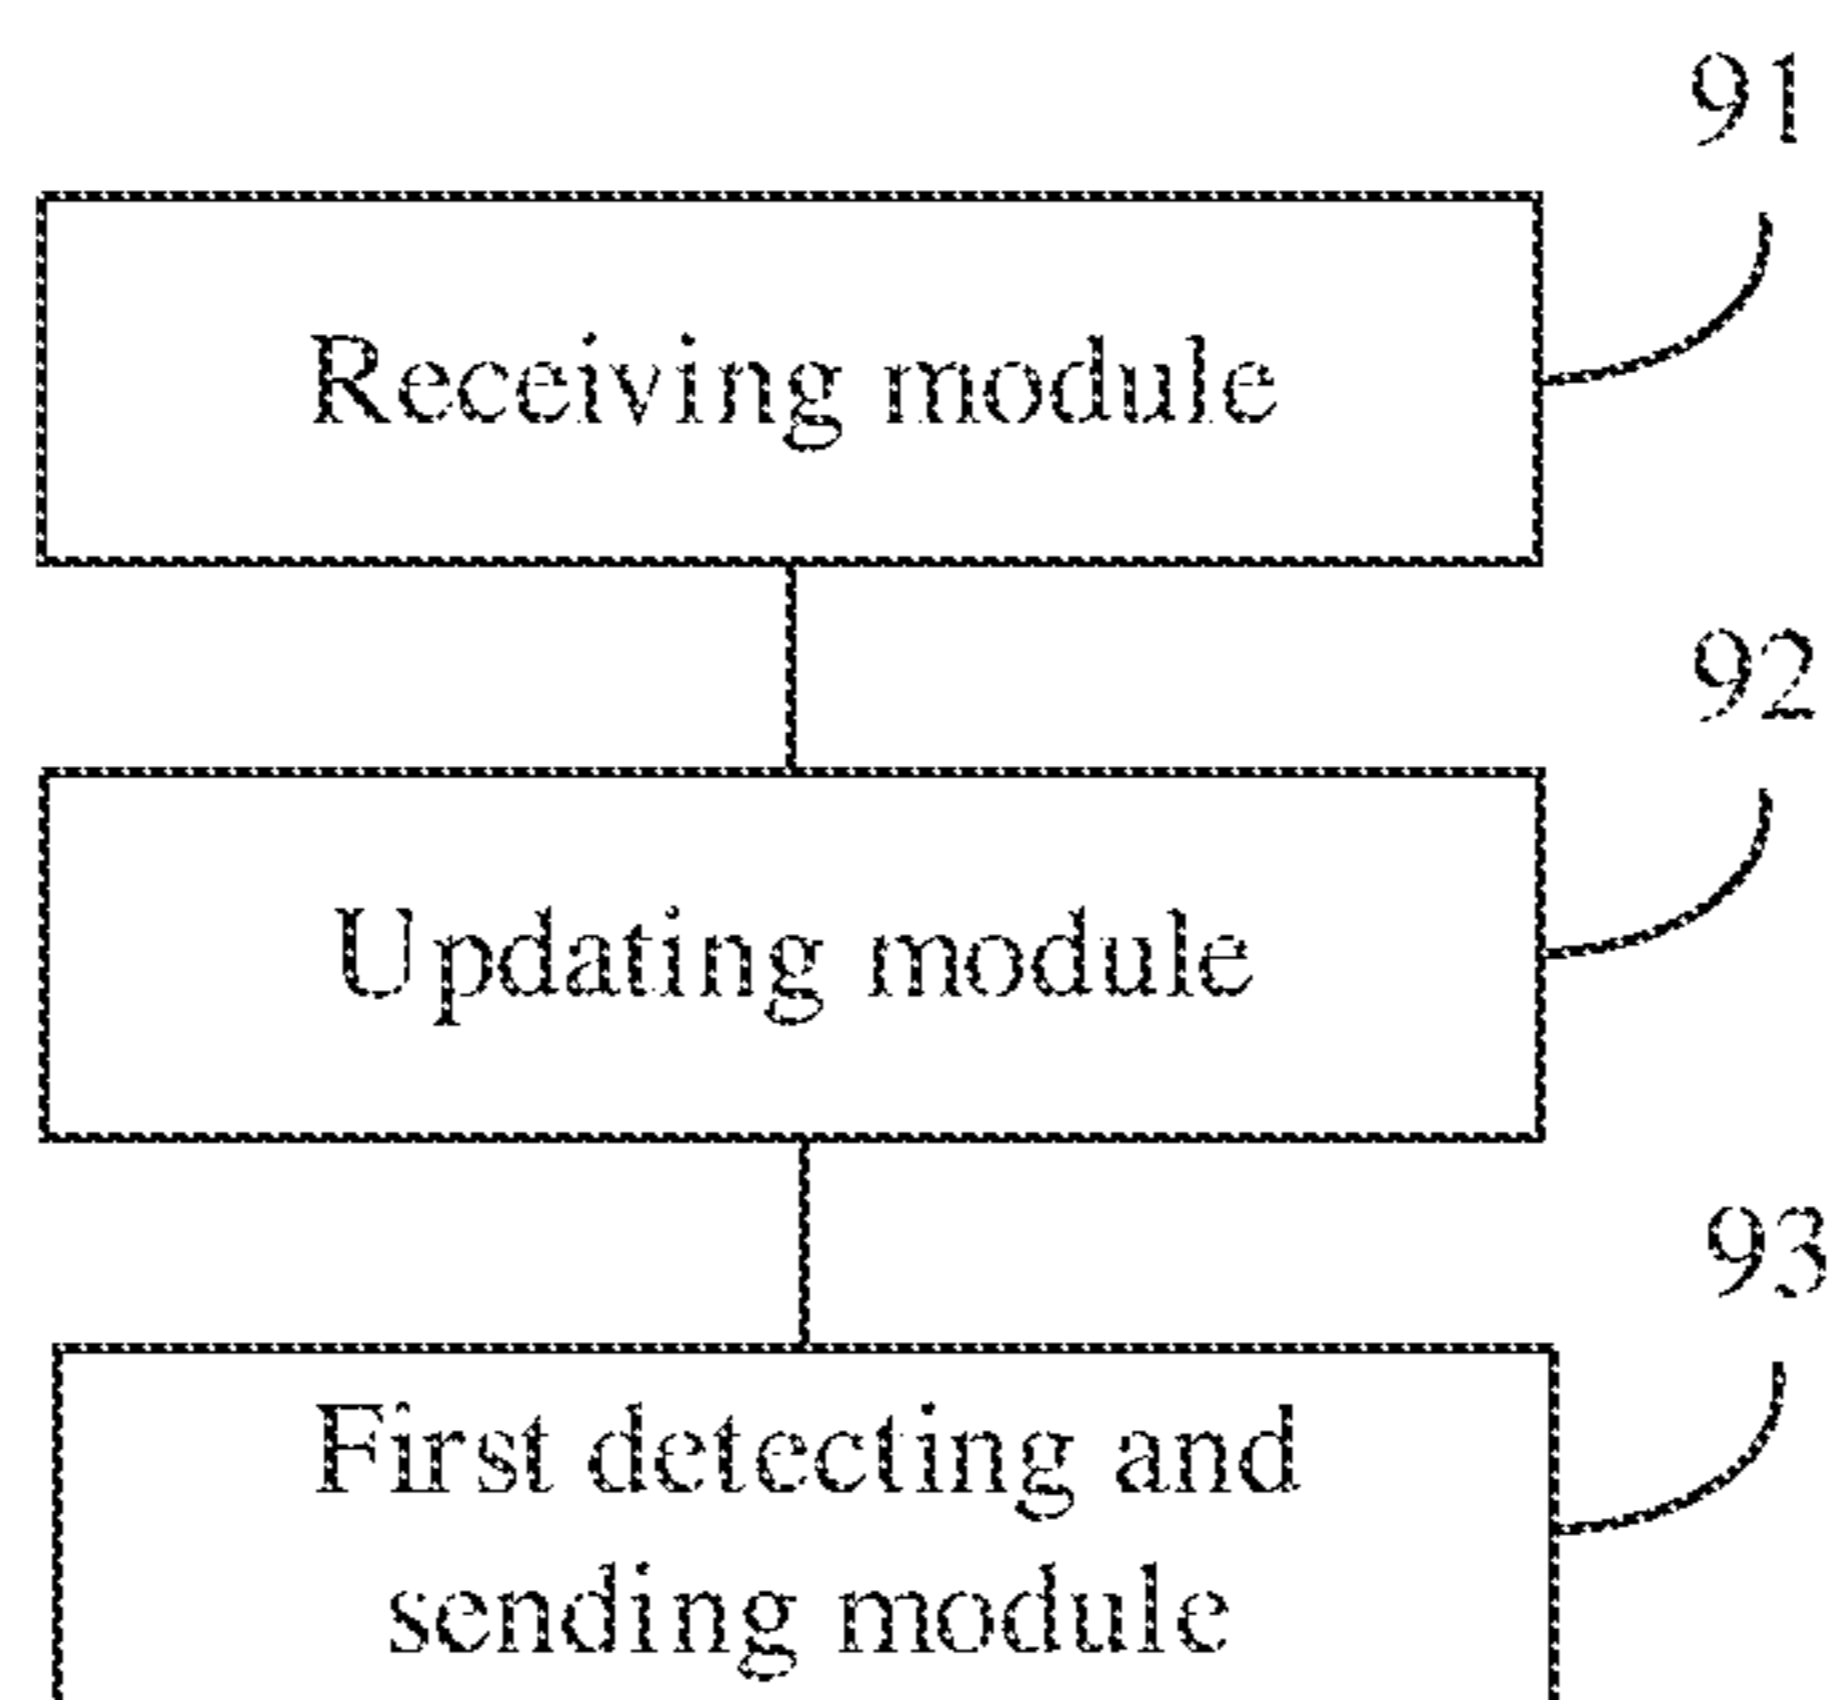 91
Receiving module
92
Updating module
93
First detecting and
sending module